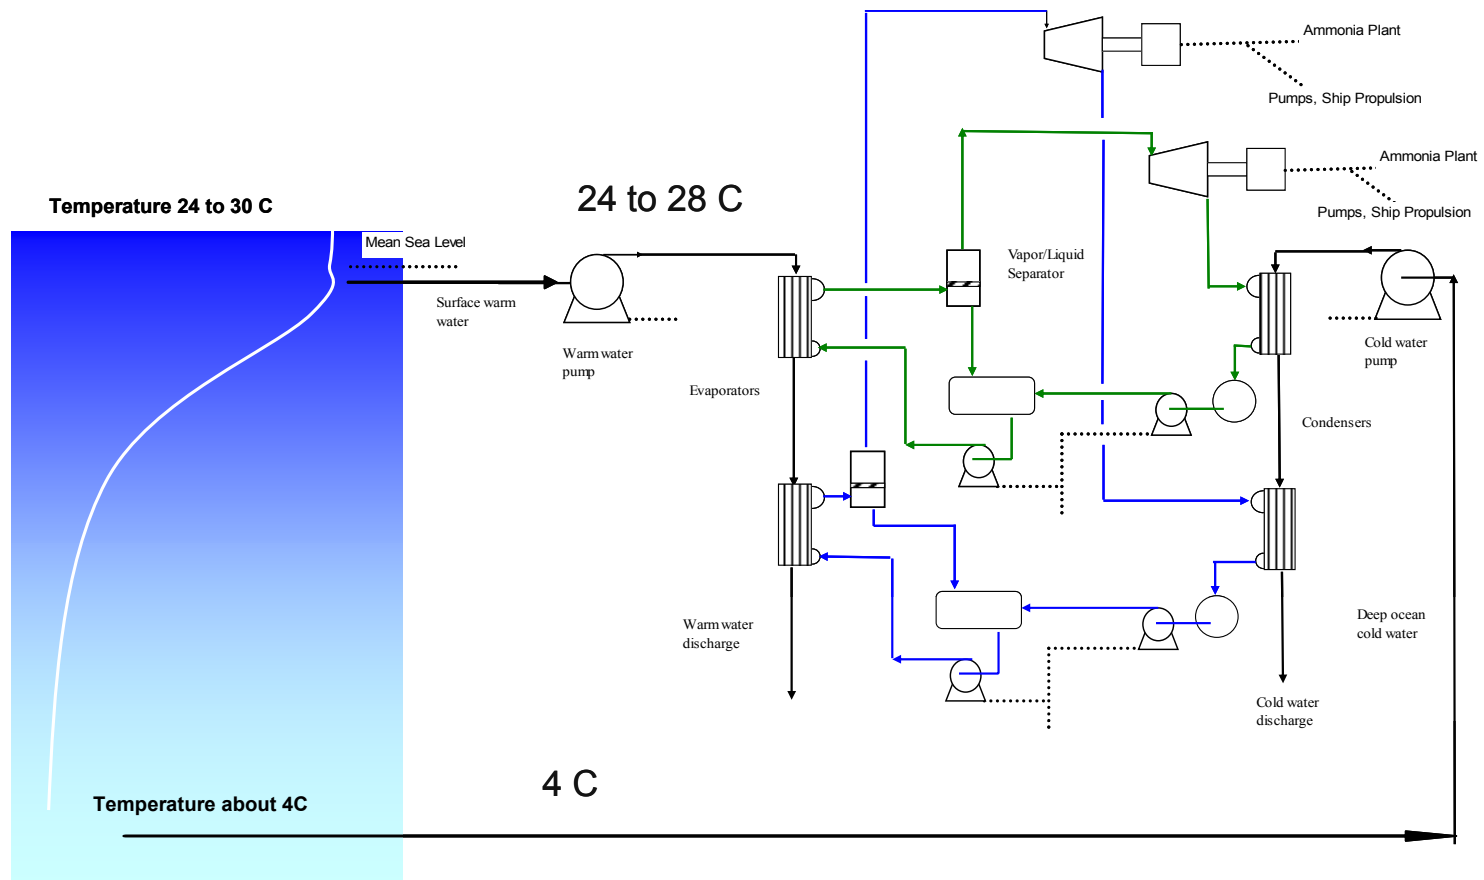 Ammonia Plant
Pumps, Ship Propulsion
Ammonia Plant
Pumps, Ship Propulsion
Temperature 24 to 30 C
24 to 28 C
Mean Sea Level
Vapor/Liquid
Separator
Surface warm
water
Warm water
pump
Cold water
pump
Evaporators
Condensers
Warm water
discharge
Deep ocean
cold water
Cold water
discharge
4 C
Temperature about 4C